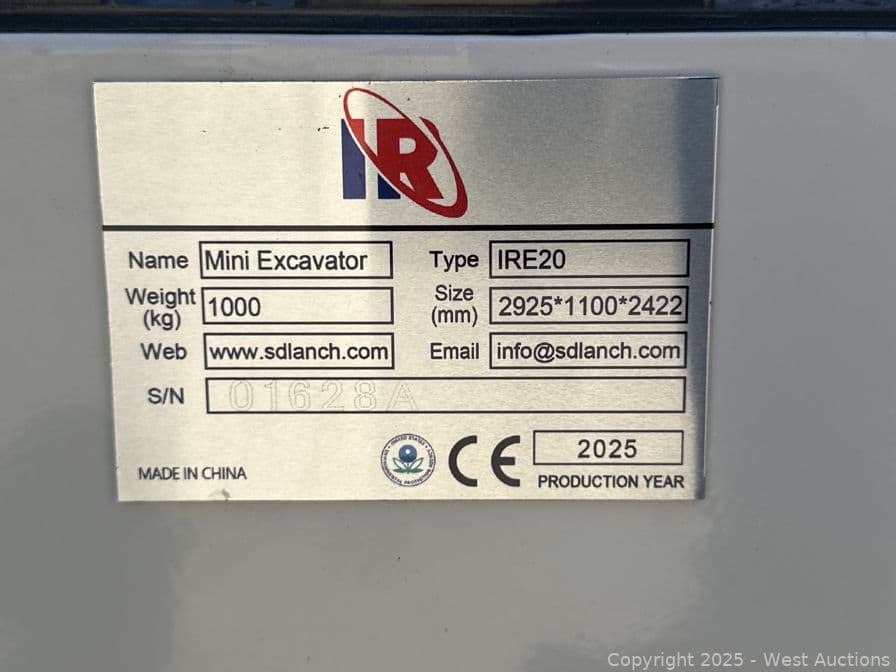 IR
Name Mini Excavator Type IRE20
Weight (kg) 1000 Size (mm) 2925*1100*2422
Web www.sdlanch.com Email info@sdlanch.com
S/N 01628A
MADE IN CHINA CE 2025
PRODUCTION YEAR
Copyright 2025 - West Auctions